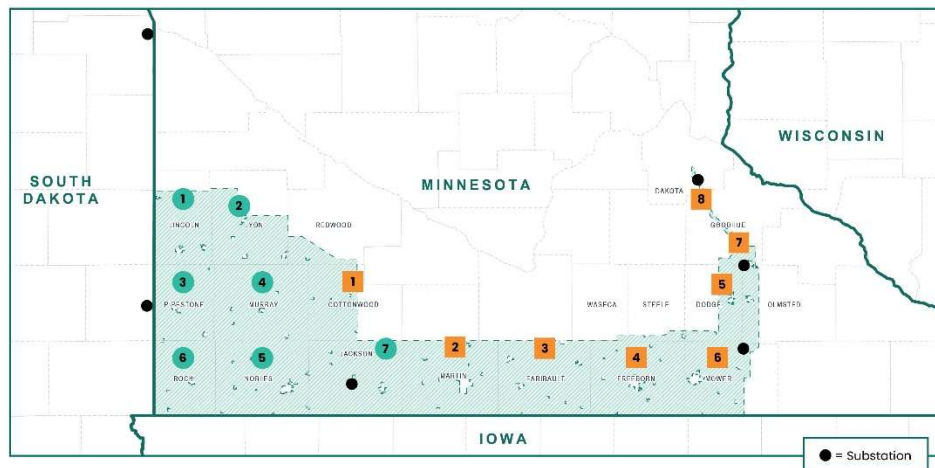 WISCONSIN
SOUTH
DAKOTA
MINNESOTA
DAKOTA
1
2
8
LINCOLN
LYON
REDWOOD
GOODHUE
7
3
4
1
5
PIPESTONE
MURRAY
COTTONWOOD
WASECA
STEELE
DODGE
OLMSTED
6
5
JACKSON
7
2
3
4
6
ROCK
NOBLES
MARTIN
FARIBAULT
FREEBORN
MOWER
IOWA
= Substation